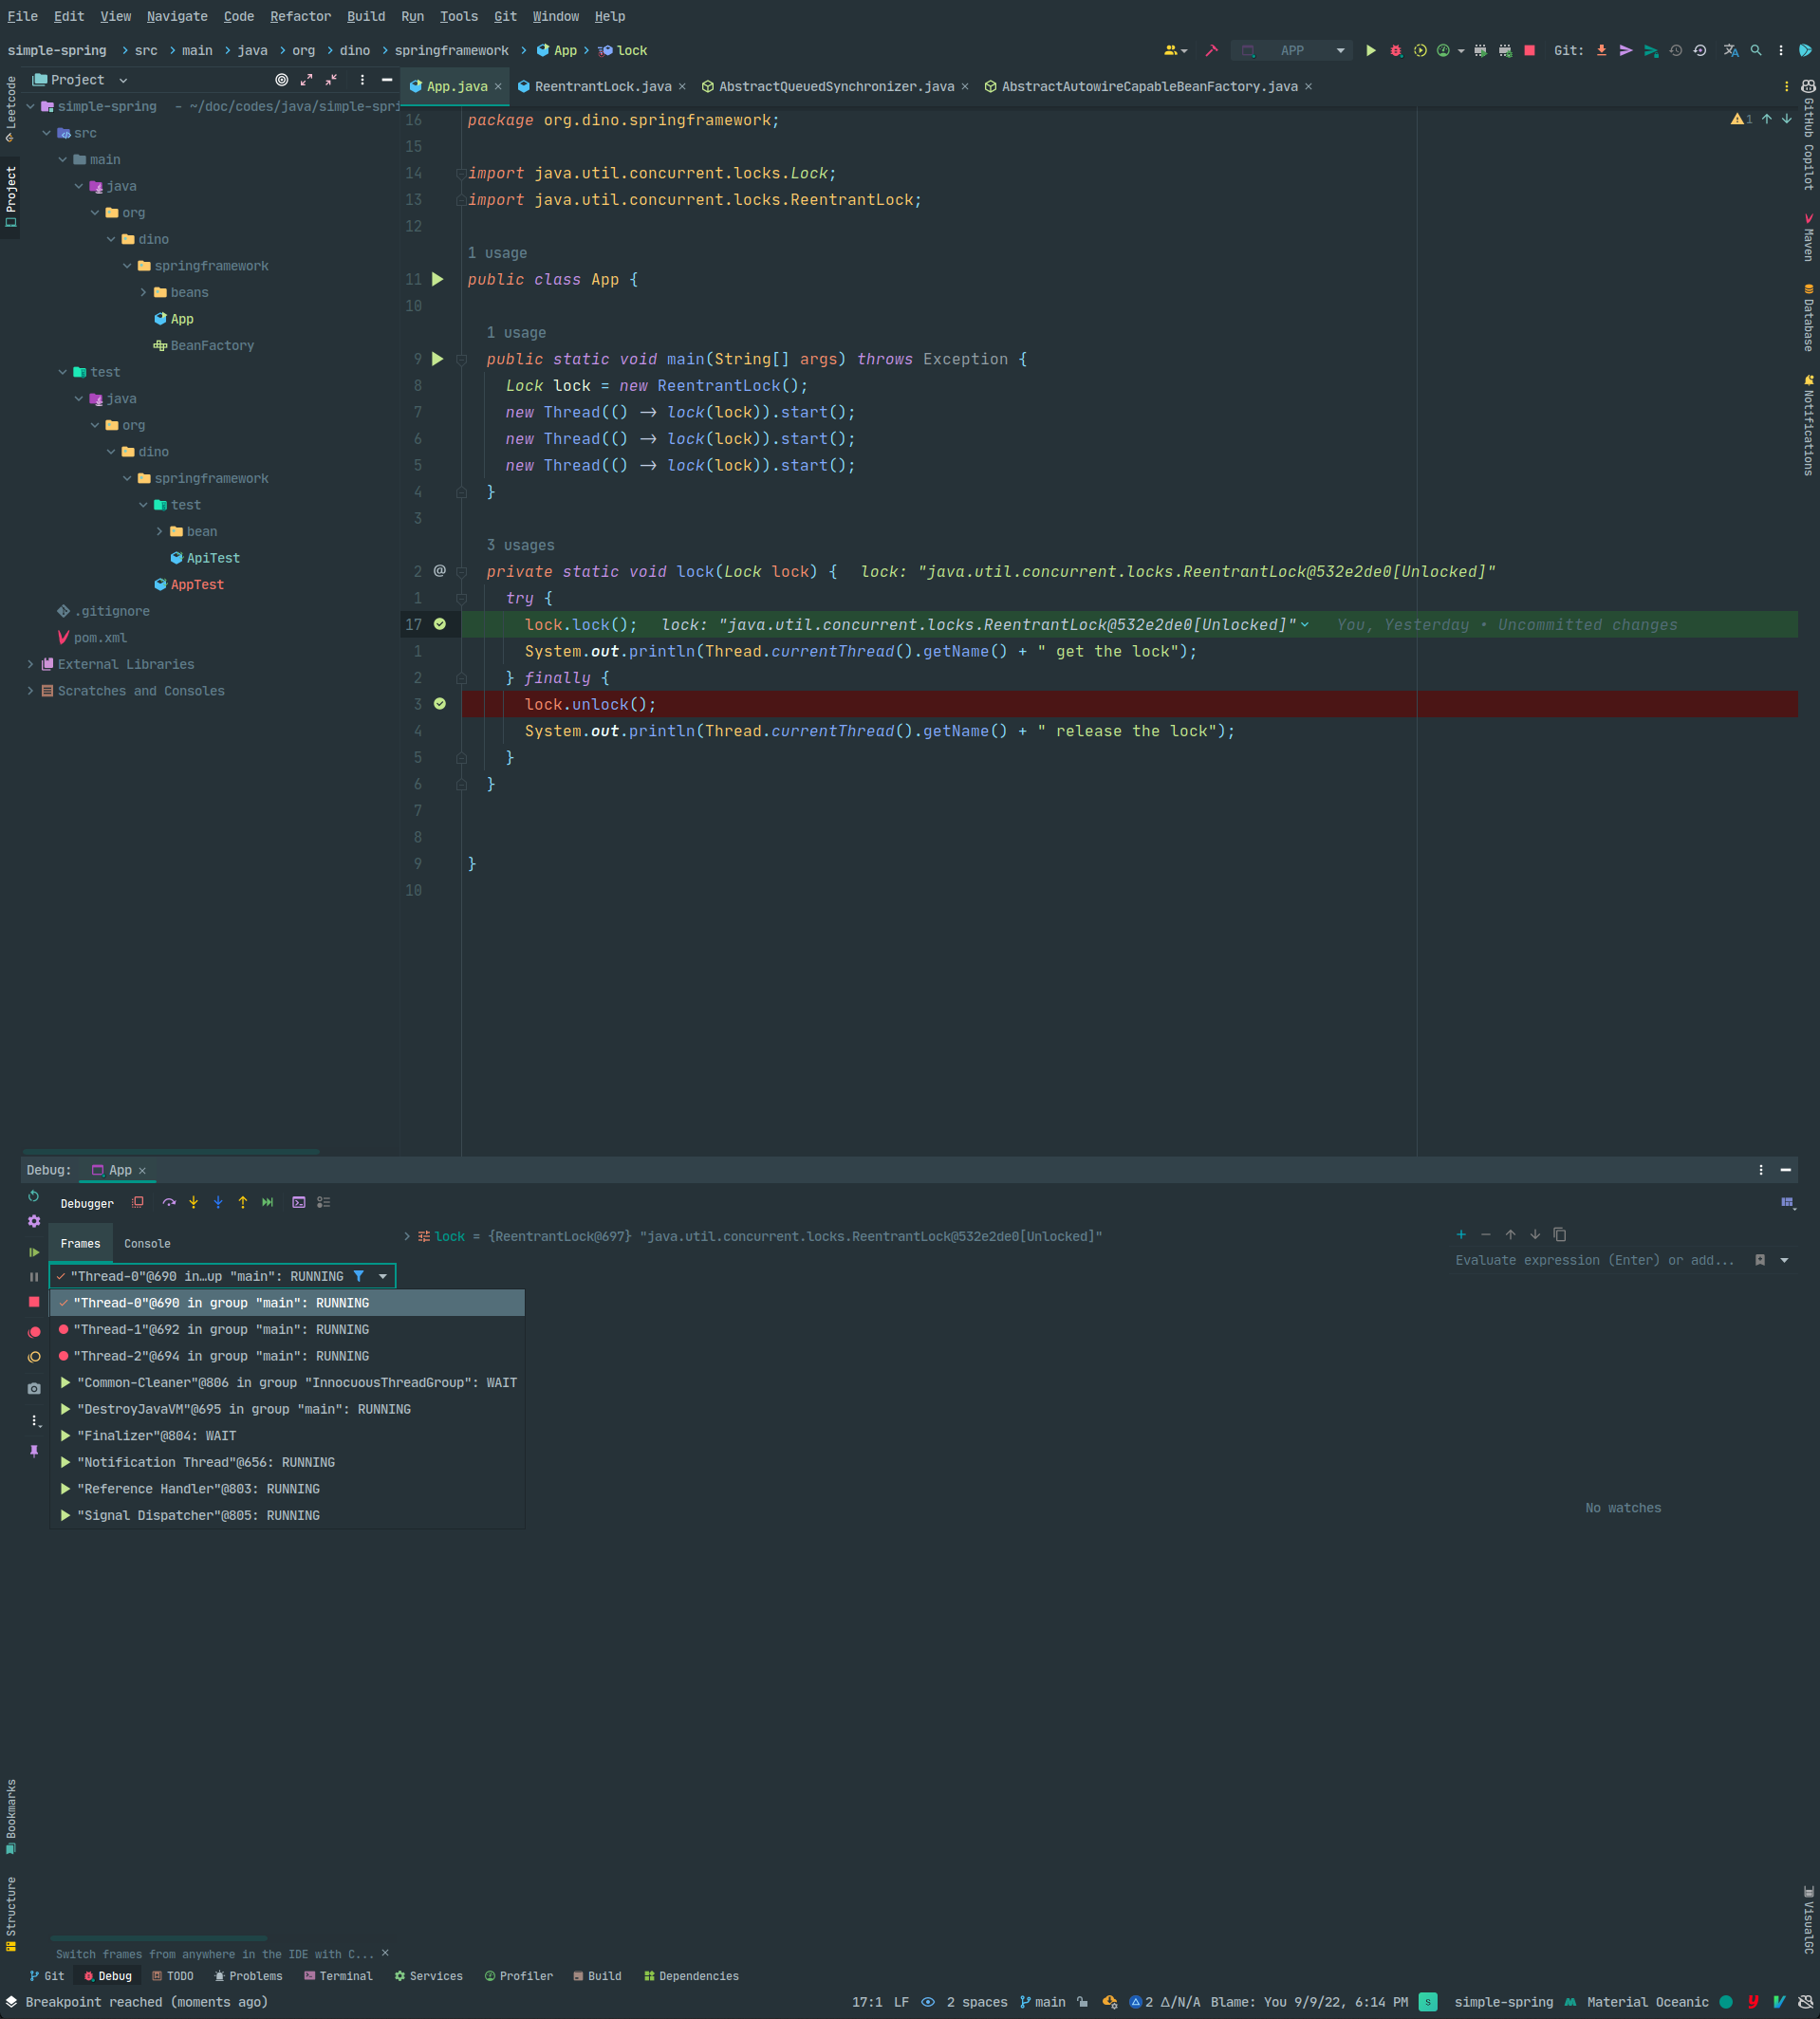 File Edit View Navigate Code Refactor Build Run Tools Git Window Help
simple-spring src main java org dino springframework App lock
APP
Git:
Leetcode
Project
Bookmarks
Structure
Project
simple-spring ~/doc/codes/java/simple-spri
src
main
java
org
dino
springframework
beans
App
BeanFactory
test
java
org
dino
springframework
test
bean
ApiTest
AppTest
.gitignore
pom.xml
External Libraries
Scratches and Consoles
App.java ReentrantLock.java AbstractQueuedSynchronizer.java AbstractAutowireCapableBeanFactory.java
1
16 package org.dino.springframework;
15
14 import java.util.concurrent.locks.Lock;
13 import java.util.concurrent.locks.ReentrantLock;
12
1 usage
11 public class App {
10
1 usage
9 public static void main(String[] args) throws Exception {
8 Lock lock = new ReentrantLock();
7 new Thread(() -> lock(lock)).start();
6 new Thread(() -> lock(lock)).start();
5 new Thread(() -> lock(lock)).start();
4 }
3
3 usages
2 @ private static void lock(Lock lock) { lock: "java.util.concurrent.locks.ReentrantLock@532e2de0[Unlocked]"
1 try {
17 lock.lock(); lock: "java.util.concurrent.locks.ReentrantLock@532e2de0[Unlocked]" You, Yesterday • Uncommitted changes
1 System.out.println(Thread.currentThread().getName() + " get the lock");
2 } finally {
3 lock.unlock();
4 System.out.println(Thread.currentThread().getName() + " release the lock");
5 }
6 }
7
8
9 }
10
GitHub Copilot
Maven
Database
Notifications
VisualGC
Debug: App
Debugger
Frames Console
lock = {ReentrantLock@697} "java.util.concurrent.locks.ReentrantLock@532e2de0[Unlocked]"
Evaluate expression (Enter) or add...
No watches
"Thread-0"@690 in…up "main": RUNNING
"Thread-0"@690 in group "main": RUNNING
"Thread-1"@692 in group "main": RUNNING
"Thread-2"@694 in group "main": RUNNING
"Common-Cleaner"@806 in group "InnocuousThreadGroup": WAIT
"DestroyJavaVM"@695 in group "main": RUNNING
"Finalizer"@804: WAIT
"Notification Thread"@656: RUNNING
"Reference Handler"@803: RUNNING
"Signal Dispatcher"@805: RUNNING
Switch frames from anywhere in the IDE with C...
Git Debug TODO Problems Terminal Services Profiler Build Dependencies
Breakpoint reached (moments ago) 17:1 LF 2 spaces main 2 Δ/N/A Blame: You 9/9/22, 6:14 PM S simple-spring Material Oceanic